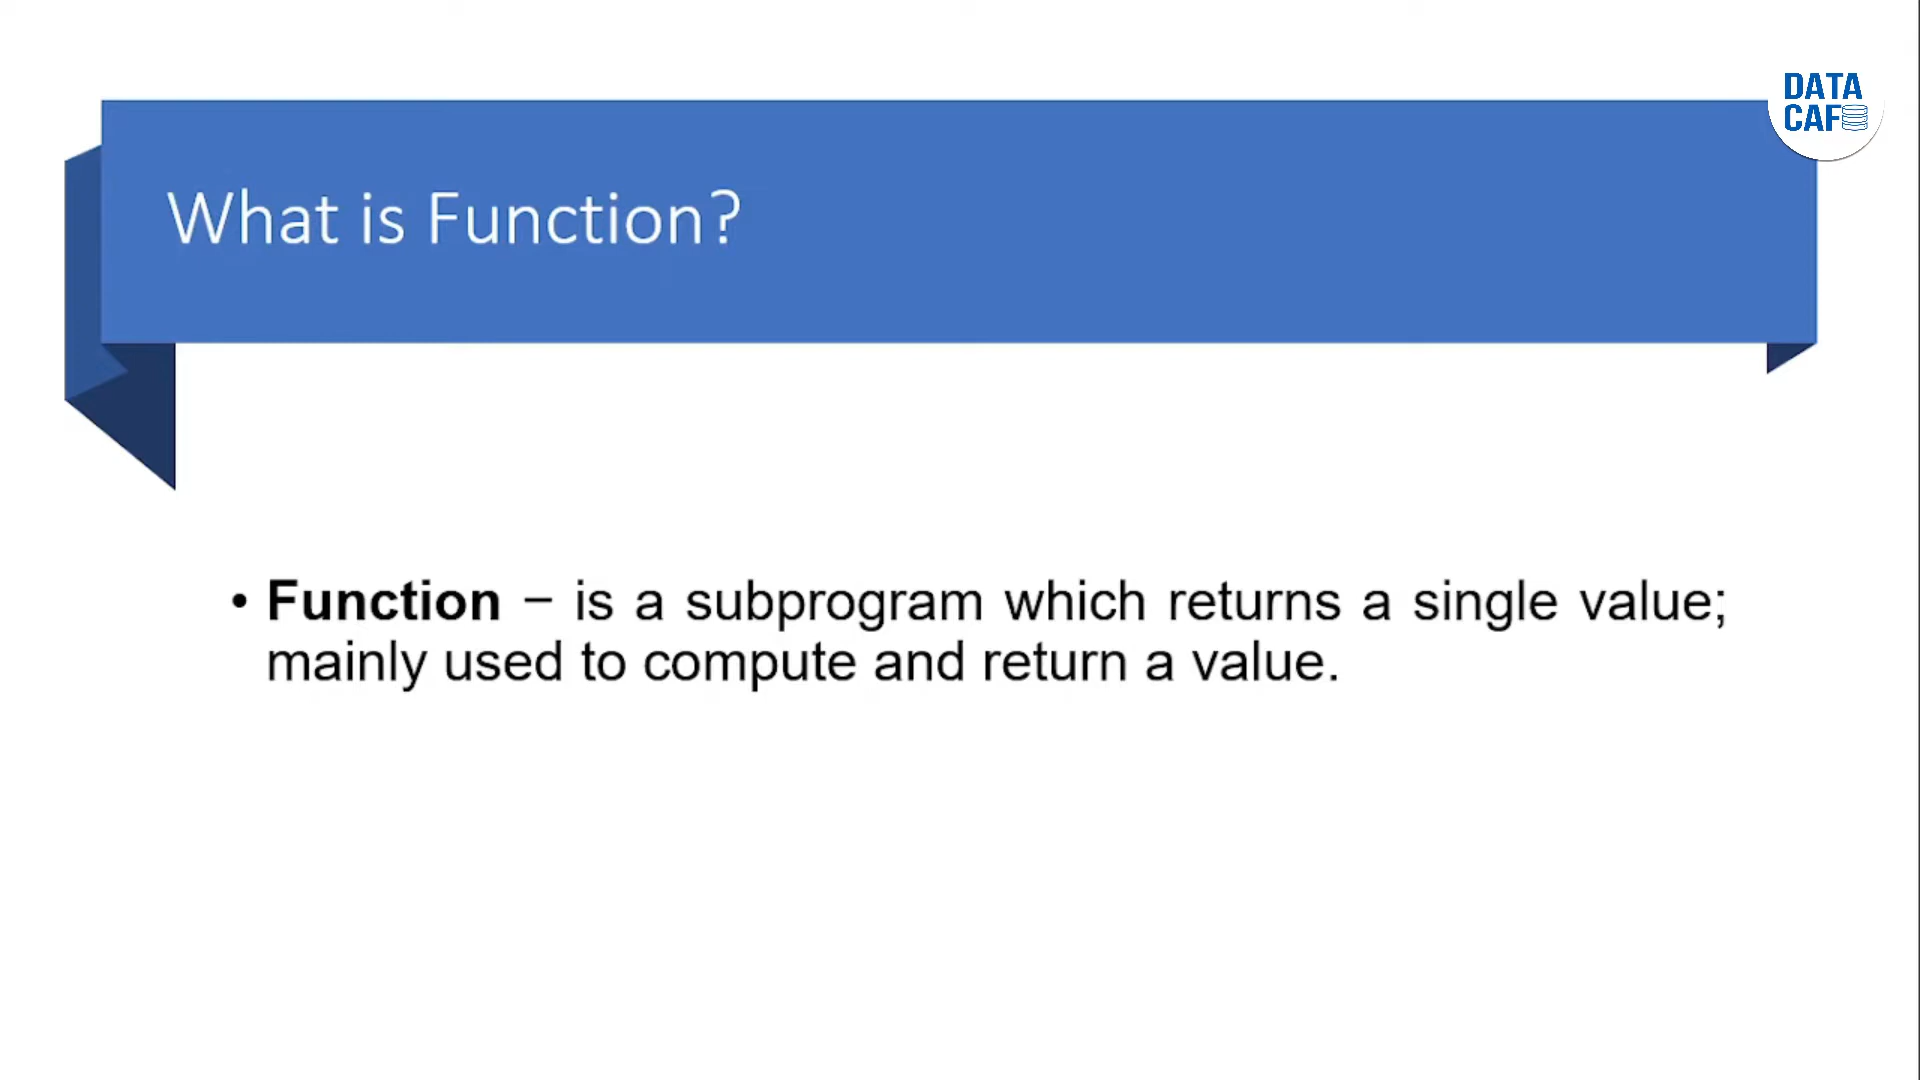 DATA
CAF
What is Function?
• Function − is a subprogram which returns a single value;
mainly used to compute and return a value.